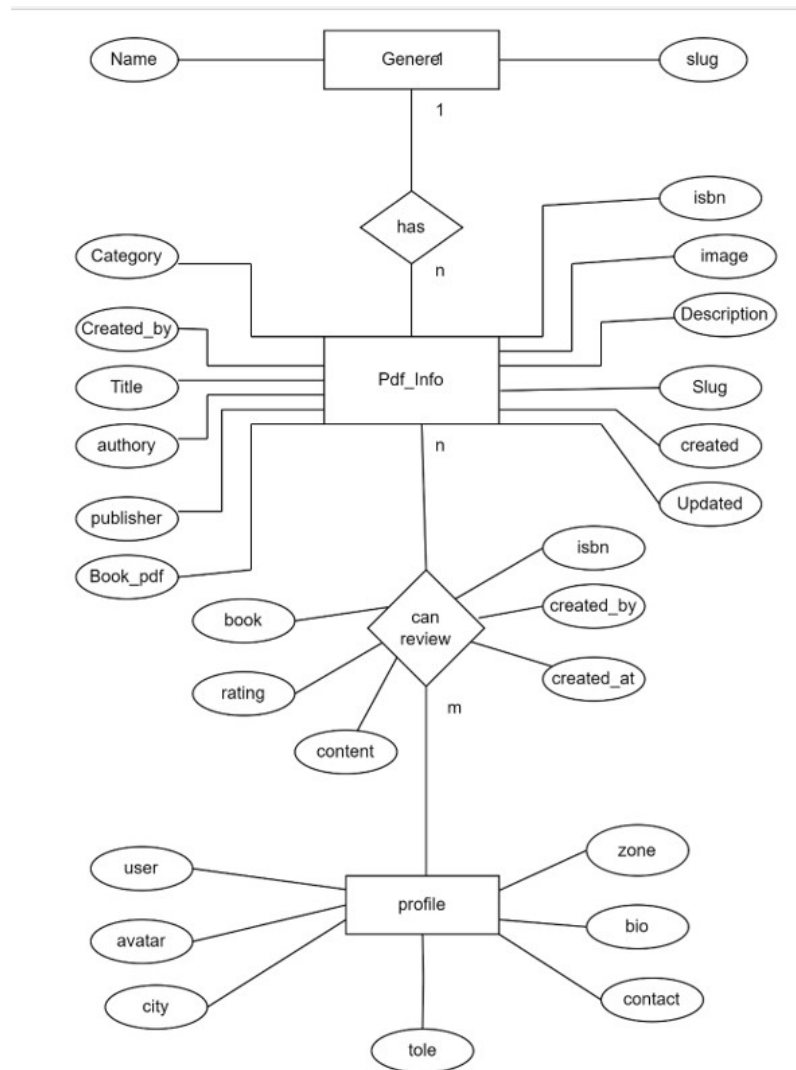 Name
Generel
slug
1
has
n
isbn
Category
image
Created_by
Description
Pdf_Info
Title
Slug
authory
created
n
publisher
Updated
Book_pdf
isbn
book
can
review
created_by
rating
created_at
m
content
user
zone
profile
avatar
bio
city
contact
tole